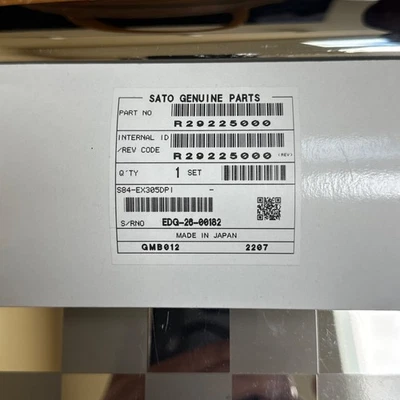 SATO GENUINE PARTS
PART NO
R29225000
INTERNAL ID
/REV CODE
R29225000 (REV)
Q'TY 1 SET
S84-EX305DPI -
S/RNO EDG-26-00182
MADE IN JAPAN
GMB012 2207